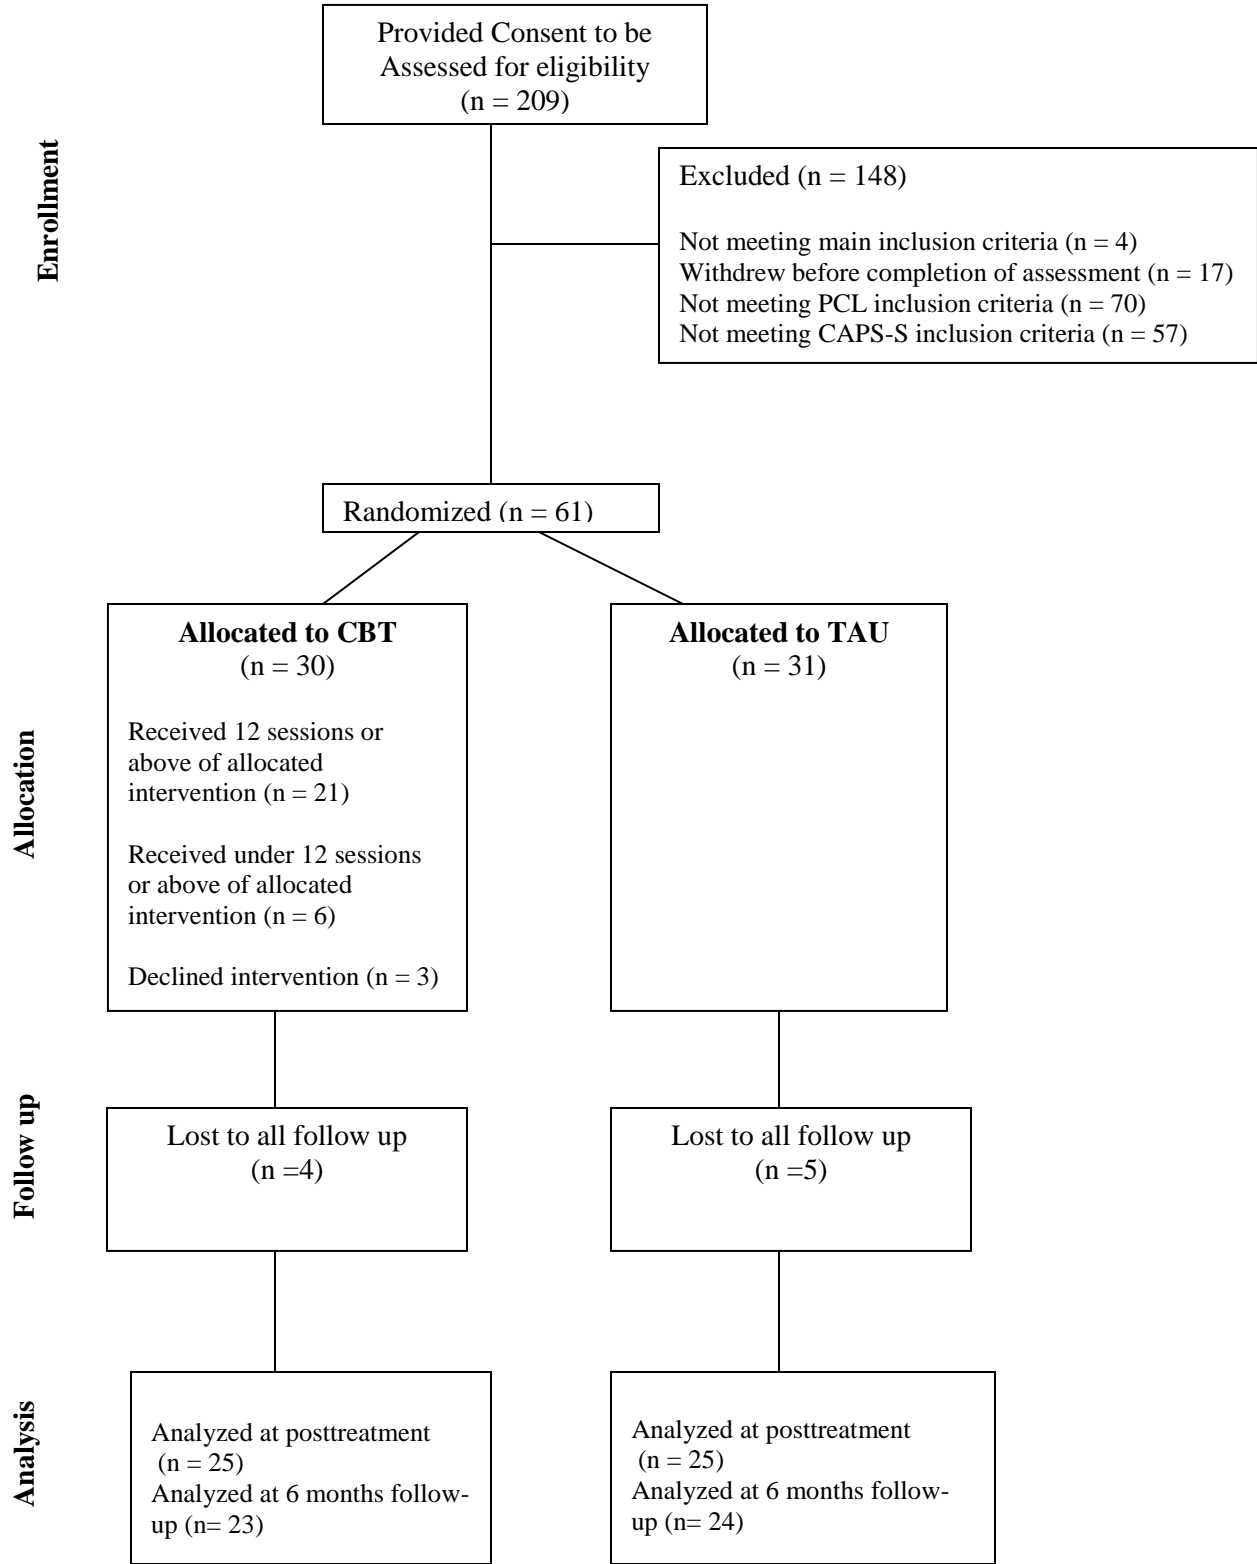 Provided Consent to be
Assessed for eligibility
(n = 209)
Enrollment
Excluded (n = 148)
Not meeting main inclusion criteria (n = 4)
Withdrew before completion of assessment (n = 17)
Not meeting PCL inclusion criteria (n = 70)
Not meeting CAPS-S inclusion criteria (n = 57)
Randomized (n = 61)
Allocation
Allocated to CBT
(n = 30)
Received 12 sessions or
above of allocated
intervention (n = 21)
Received under 12 sessions
or above of allocated
intervention (n = 6)
Declined intervention (n = 3)
Allocated to TAU
(n = 31)
Follow up
Lost to all follow up
(n =4)
Lost to all follow up
(n =5)
Analysis
Analyzed at posttreatment
(n = 25)
Analyzed at 6 months follow-
up (n= 23)
Analyzed at posttreatment
(n = 25)
Analyzed at 6 months follow-
up (n= 24)